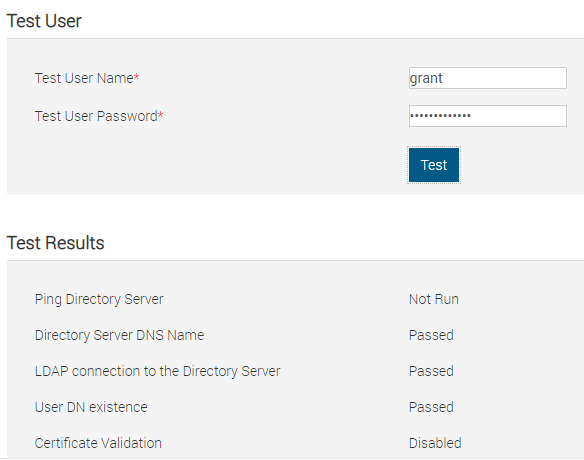 Test User
Test User Name* grant
Test User Password* •••••••••••••
Test
Test Results
Ping Directory Server Not Run
Directory Server DNS Name Passed
LDAP connection to the Directory Server Passed
User DN existence Passed
Certificate Validation Disabled